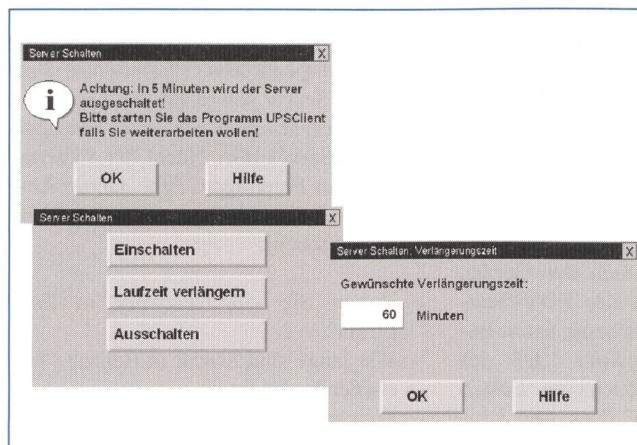 Server Schalten
X
i
Achtung: In 5 Minuten wird der Server
ausgeschaltet!
Bitte starten Sie das Programm UPSClient
falls Sie weiterarbeiten wollen!
OK
Hilfe
Server Schalten
X
Einschalten
Laufzeit verlängern
Ausschalten
Server Schalten: Verlängerungszeit
X
Gewünschte Verlängerungszeit:
60 Minuten
OK
Hilfe